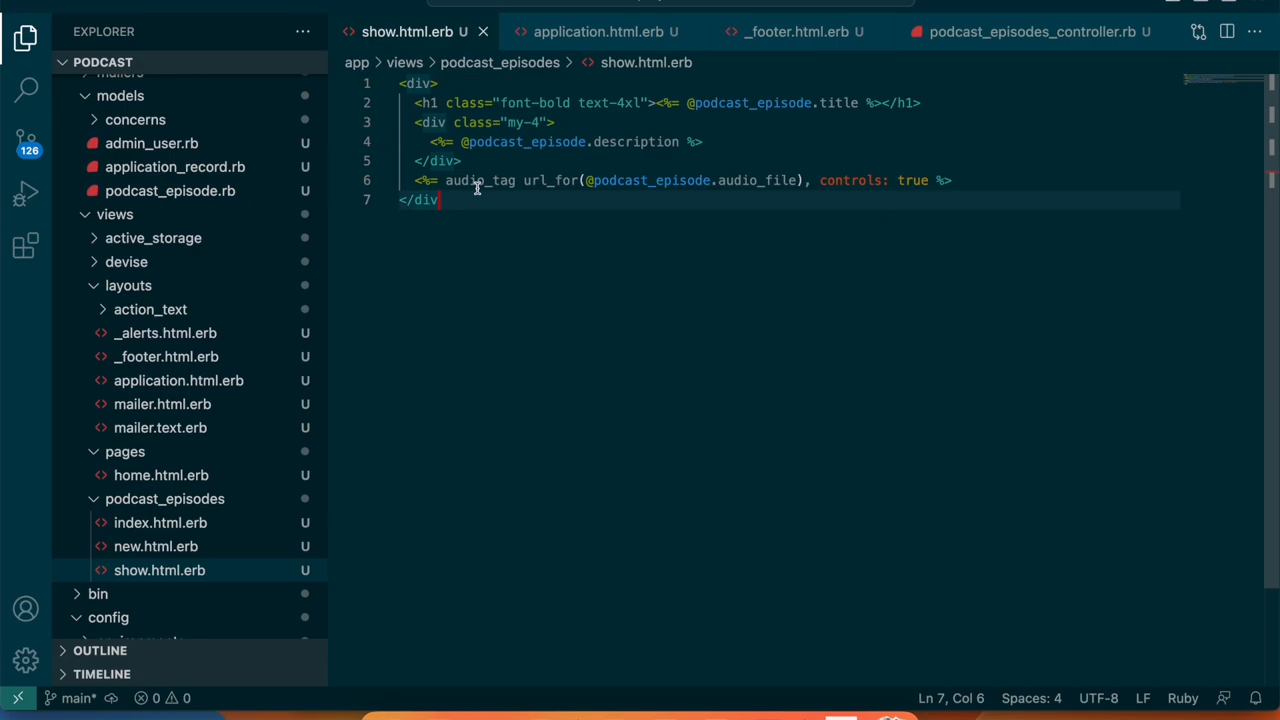 EXPLORER
show.html.erb U
application.html.erb U
_footer.html.erb U
podcast_episodes_controller.rb U
PODCAST
app > views > podcast_episodes > show.html.erb
models
concerns
admin_user.rb
application_record.rb
podcast_episode.rb
views
active_storage
devise
layouts
action_text
_alerts.html.erb U
_footer.html.erb U
application.html.erb U
mailer.html.erb U
mailer.text.erb U
pages
home.html.erb U
podcast_episodes
index.html.erb U
new.html.erb U
show.html.erb U
bin
config
OUTLINE
TIMELINE
126
1 <div>
2 <h1 class="font-bold text-4xl"><%= @podcast_episode.title %></h1>
3 <div class="my-4">
4 <%= @podcast_episode.description %>
5 </div>
6 <%= audio_tag url_for(@podcast_episode.audio_file), controls: true %>
7 </div
main* 0 0
Ln 7, Col 6 Spaces: 4 UTF-8 LF Ruby